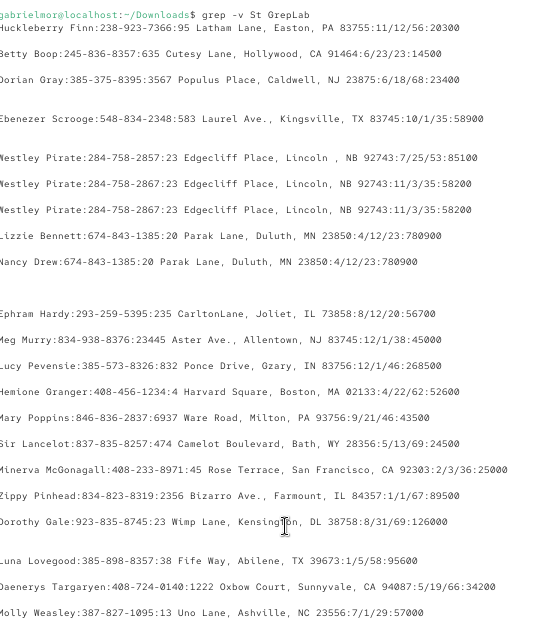 gabrielmor@localhost:~/Downloads$ grep -v St GrepLab
Huckleberry Finn:238-923-7366:95 Latham Lane, Easton, PA 83755:11/12/56:20300
Betty Boop:245-836-8357:635 Cutesy Lane, Hollywood, CA 91464:6/23/23:14500
Dorian Gray:385-375-8395:3567 Populus Place, Caldwell, NJ 23875:6/18/68:23400
Ebenezer Scrooge:548-834-2348:583 Laurel Ave., Kingsville, TX 83745:10/1/35:58900
Westley Pirate:284-758-2857:23 Edgecliff Place, Lincoln , NB 92743:7/25/53:85100
Westley Pirate:284-758-2867:23 Edgecliff Place, Lincoln, NB 92743:11/3/35:58200
Westley Pirate:284-758-2867:23 Edgecliff Place, Lincoln, NB 92743:11/3/35:58200
Lizzie Bennett:674-843-1385:20 Parak Lane, Duluth, MN 23850:4/12/23:780900
Nancy Drew:674-843-1385:20 Parak Lane, Duluth, MN 23850:4/12/23:780900
Ephram Hardy:293-259-5395:235 CarltonLane, Joliet, IL 73858:8/12/20:56700
Meg Murry:834-938-8376:23445 Aster Ave., Allentown, NJ 83745:12/1/38:45000
Lucy Pevensie:385-573-8326:832 Ponce Drive, Gzary, IN 83756:12/1/46:268500
Hemione Granger:408-456-1234:4 Harvard Square, Boston, MA 02133:4/22/62:52600
Mary Poppins:846-836-2837:6937 Ware Road, Milton, PA 93756:9/21/46:43500
Sir Lancelot:837-835-8257:474 Camelot Boulevard, Bath, WY 28356:5/13/69:24500
Minerva McGonagall:408-233-8971:45 Rose Terrace, San Francisco, CA 92303:2/3/36:25000
Zippy Pinhead:834-823-8319:2356 Bizarro Ave., Farmount, IL 84357:1/1/67:89500
Dorothy Gale:923-835-8745:23 Wimp Lane, Kensington, DL 38758:8/31/69:126000
Luna Lovegood:385-898-8357:38 Fife Way, Abilene, TX 39673:1/5/58:95600
Daenerys Targaryen:408-724-0140:1222 Oxbow Court, Sunnyvale, CA 94087:5/19/66:34200
Molly Weasley:387-827-1095:13 Uno Lane, Ashville, NC 23556:7/1/29:57000